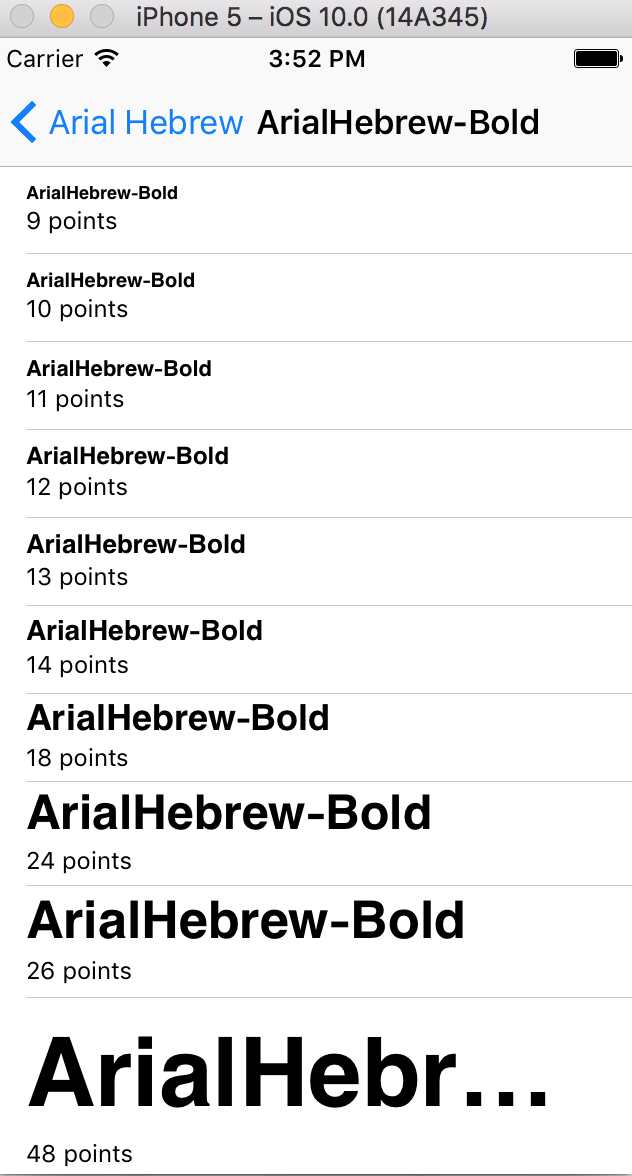 iPhone 5 – iOS 10.0 (14A345)
Carrier 3:52 PM
Arial Hebrew ArialHebrew-Bold
ArialHebrew-Bold
9 points
ArialHebrew-Bold
10 points
ArialHebrew-Bold
11 points
ArialHebrew-Bold
12 points
ArialHebrew-Bold
13 points
ArialHebrew-Bold
14 points
ArialHebrew-Bold
18 points
ArialHebrew-Bold
24 points
ArialHebrew-Bold
26 points
ArialHebr...
48 points